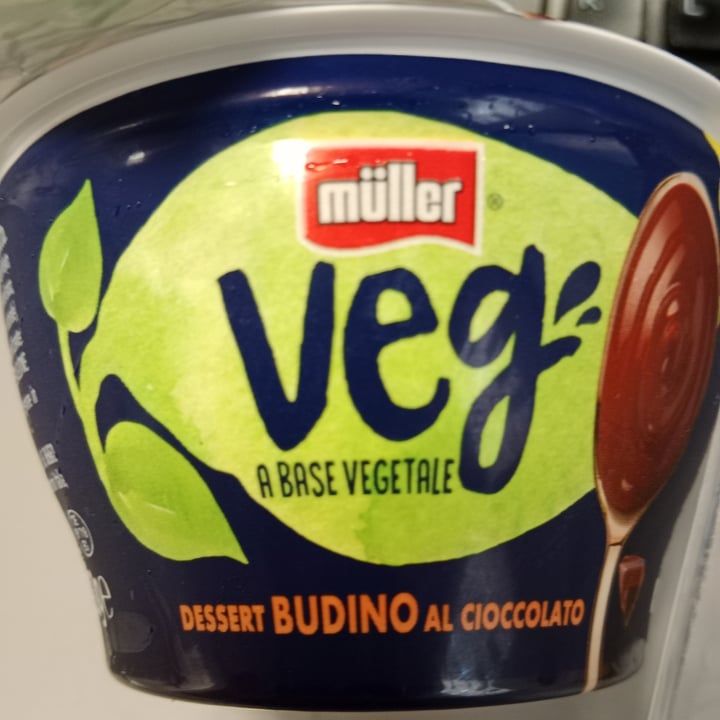 müller ®
veg
A BASE VEGETALE
DESSERT BUDINO AL CIOCCOLATO